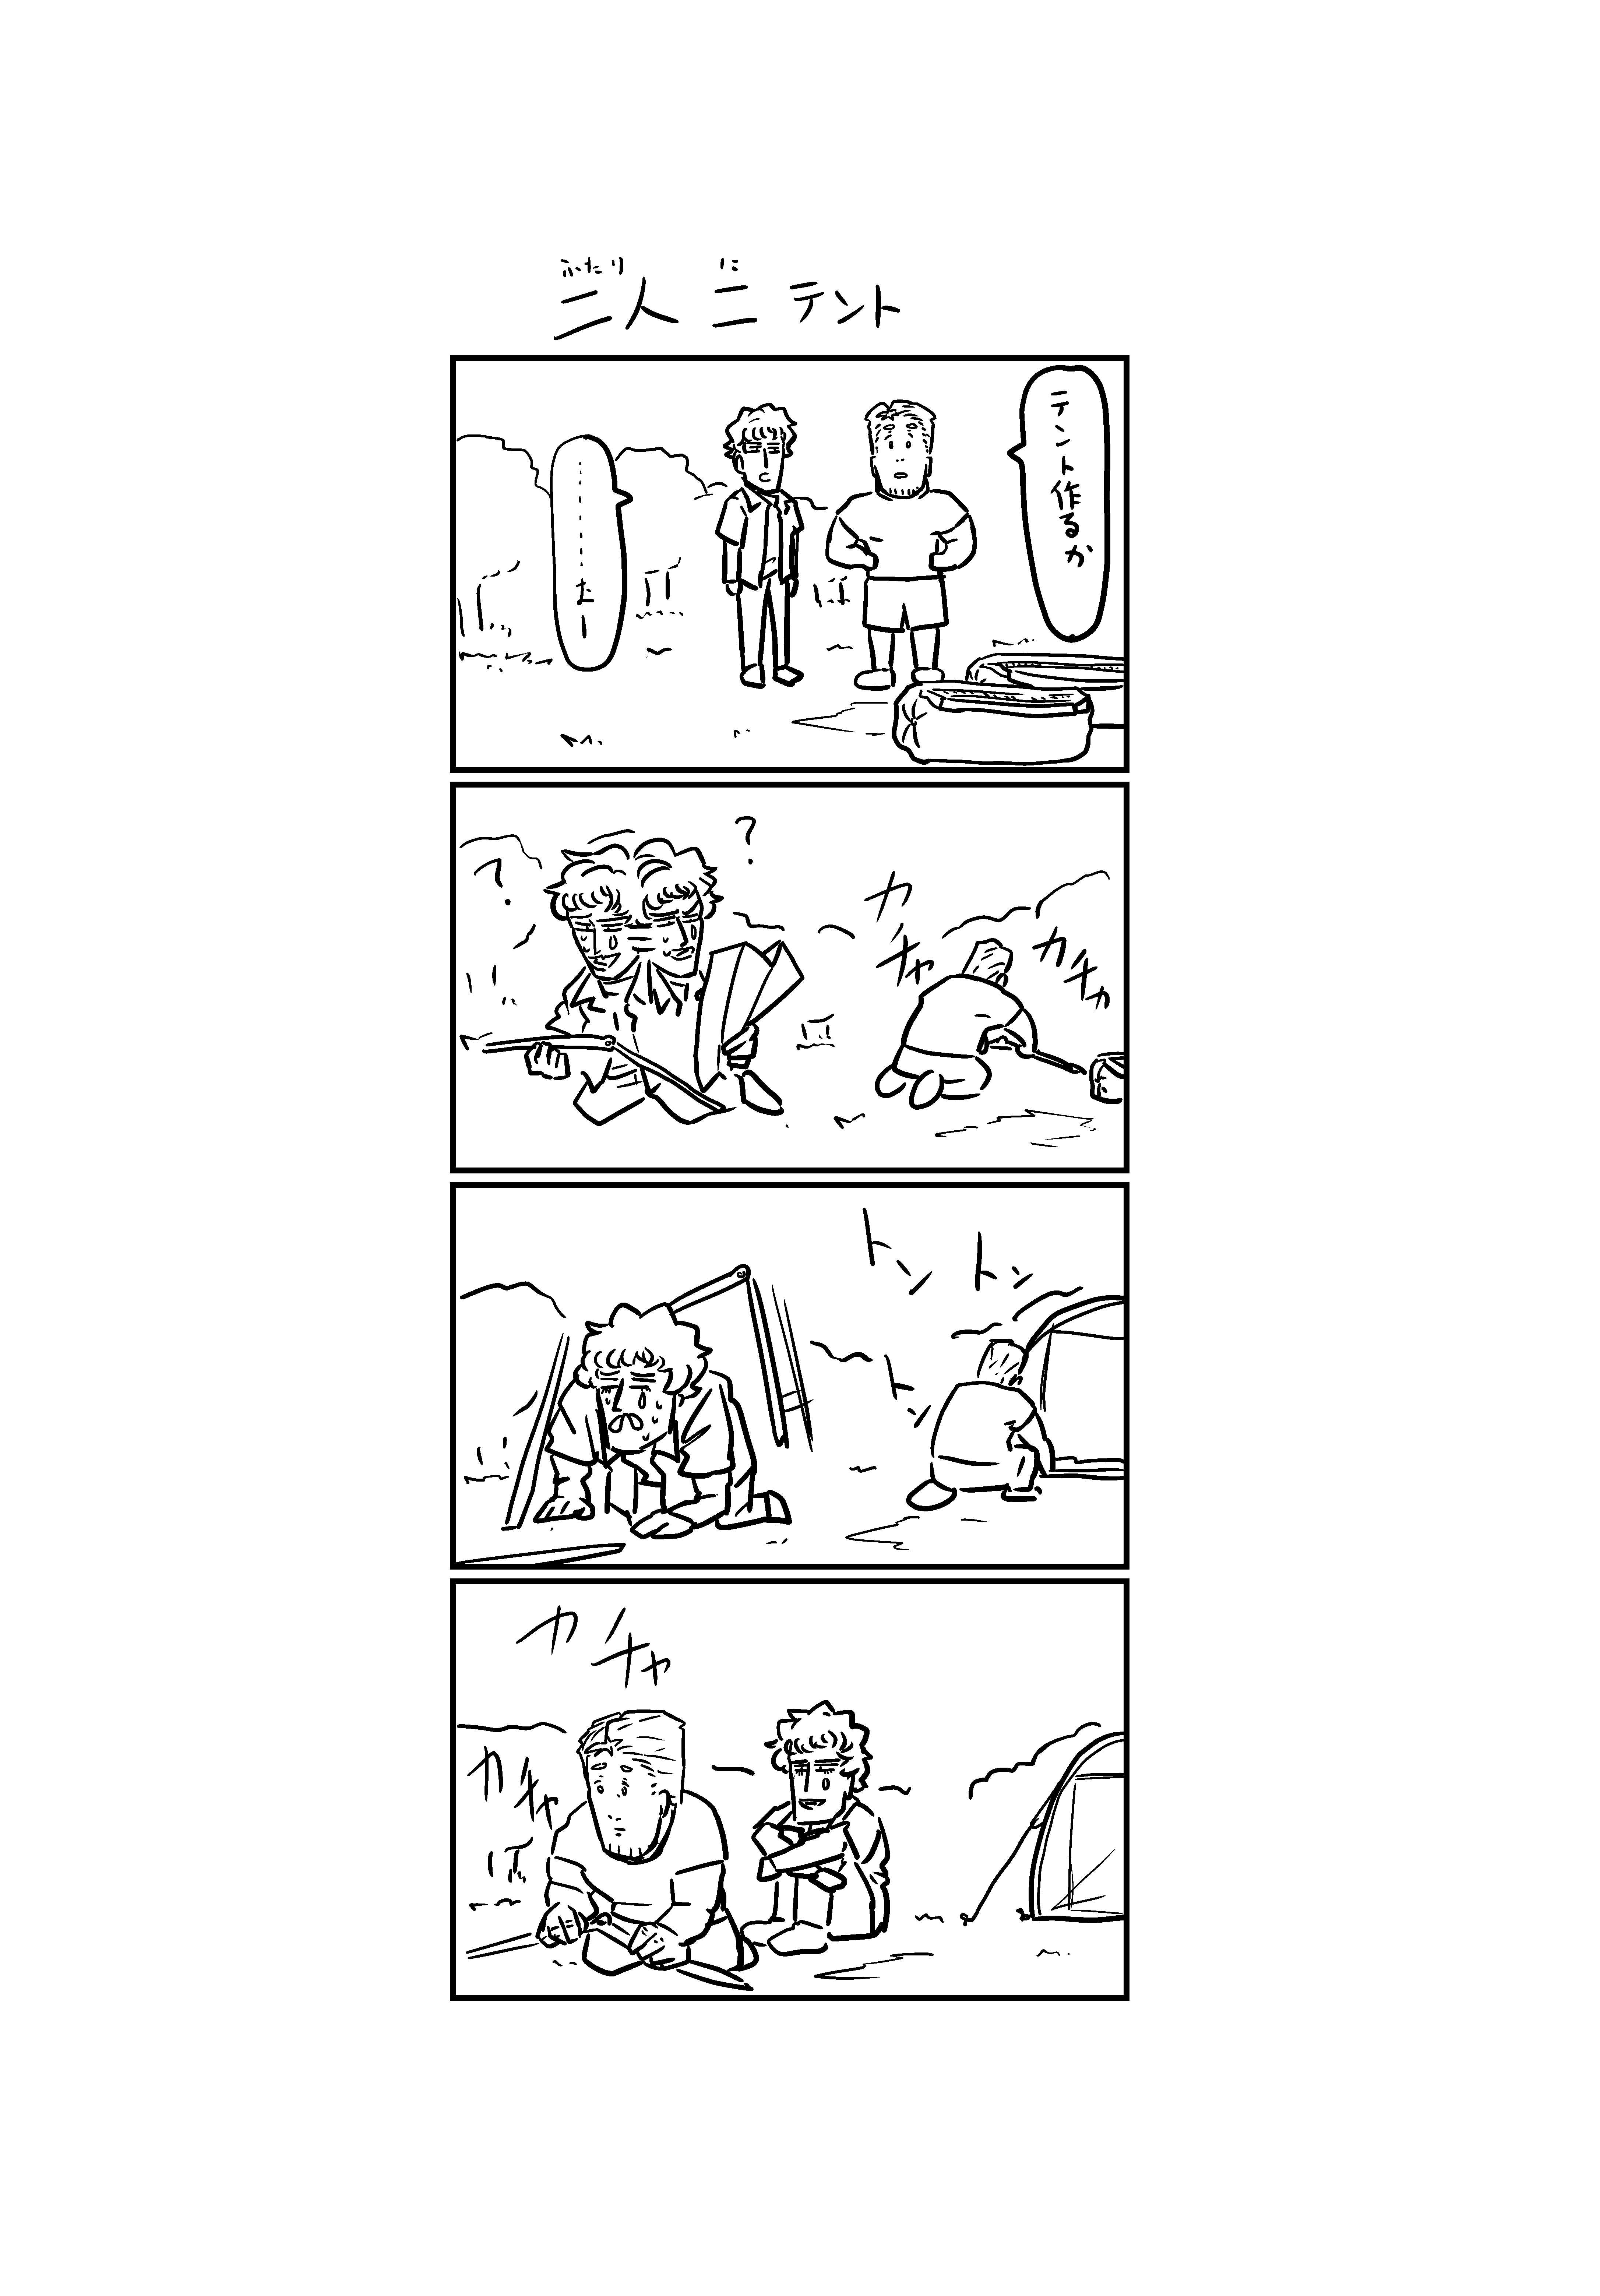 ふたり に
二人 二 テント
テント作るか
………たー
?
?
カチャ
カチャ
トントン
トン
カチャ
カチャ